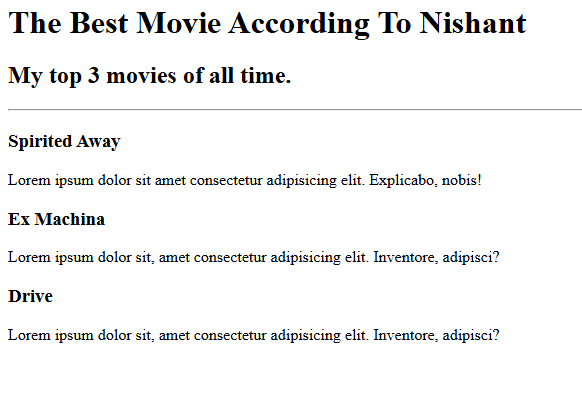 The Best Movie According To Nishant
My top 3 movies of all time.
Spirited Away
Lorem ipsum dolor sit amet consectetur adipisicing elit. Explicabo, nobis!
Ex Machina
Lorem ipsum dolor sit, amet consectetur adipisicing elit. Inventore, adipisci?
Drive
Lorem ipsum dolor sit, amet consectetur adipisicing elit. Inventore, adipisci?